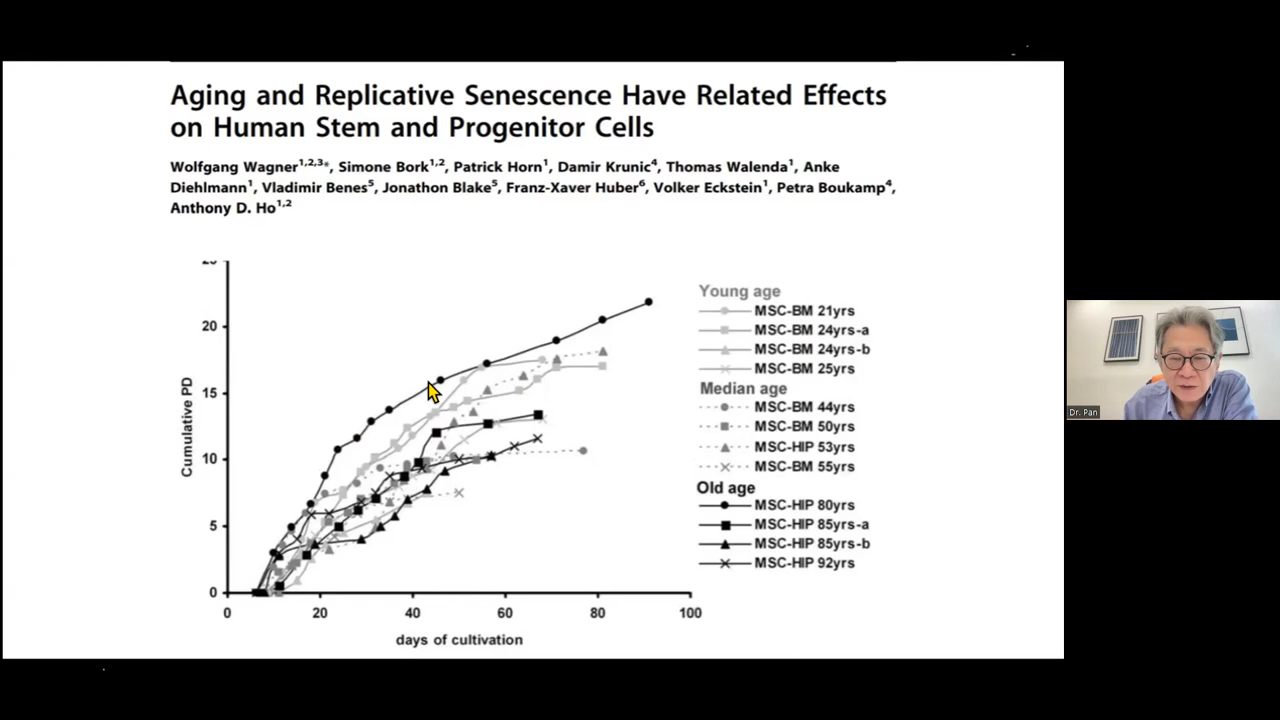 Aging and Replicative Senescence Have Related Effects
on Human Stem and Progenitor Cells
Wolfgang Wagner1,2,3*, Simone Bork1,2, Patrick Horn1, Damir Krunic4, Thomas Walenda1, Anke
Diehlmann1, Vladimir Benes5, Jonathon Blake5, Franz-Xaver Huber6, Volker Eckstein1, Petra Boukamp4,
Anthony D. Ho1,2
20
15
10
5
0
Cumulative PD
0 20 40 60 80 100
days of cultivation
Young age
MSC-BM 21yrs
MSC-BM 24yrs-a
MSC-BM 24yrs-b
MSC-BM 25yrs
Median age
MSC-BM 44yrs
MSC-BM 50yrs
MSC-HIP 53yrs
MSC-BM 55yrs
Old age
MSC-HIP 80yrs
MSC-HIP 85yrs-a
MSC-HIP 85yrs-b
MSC-HIP 92yrs
Dr. Pan